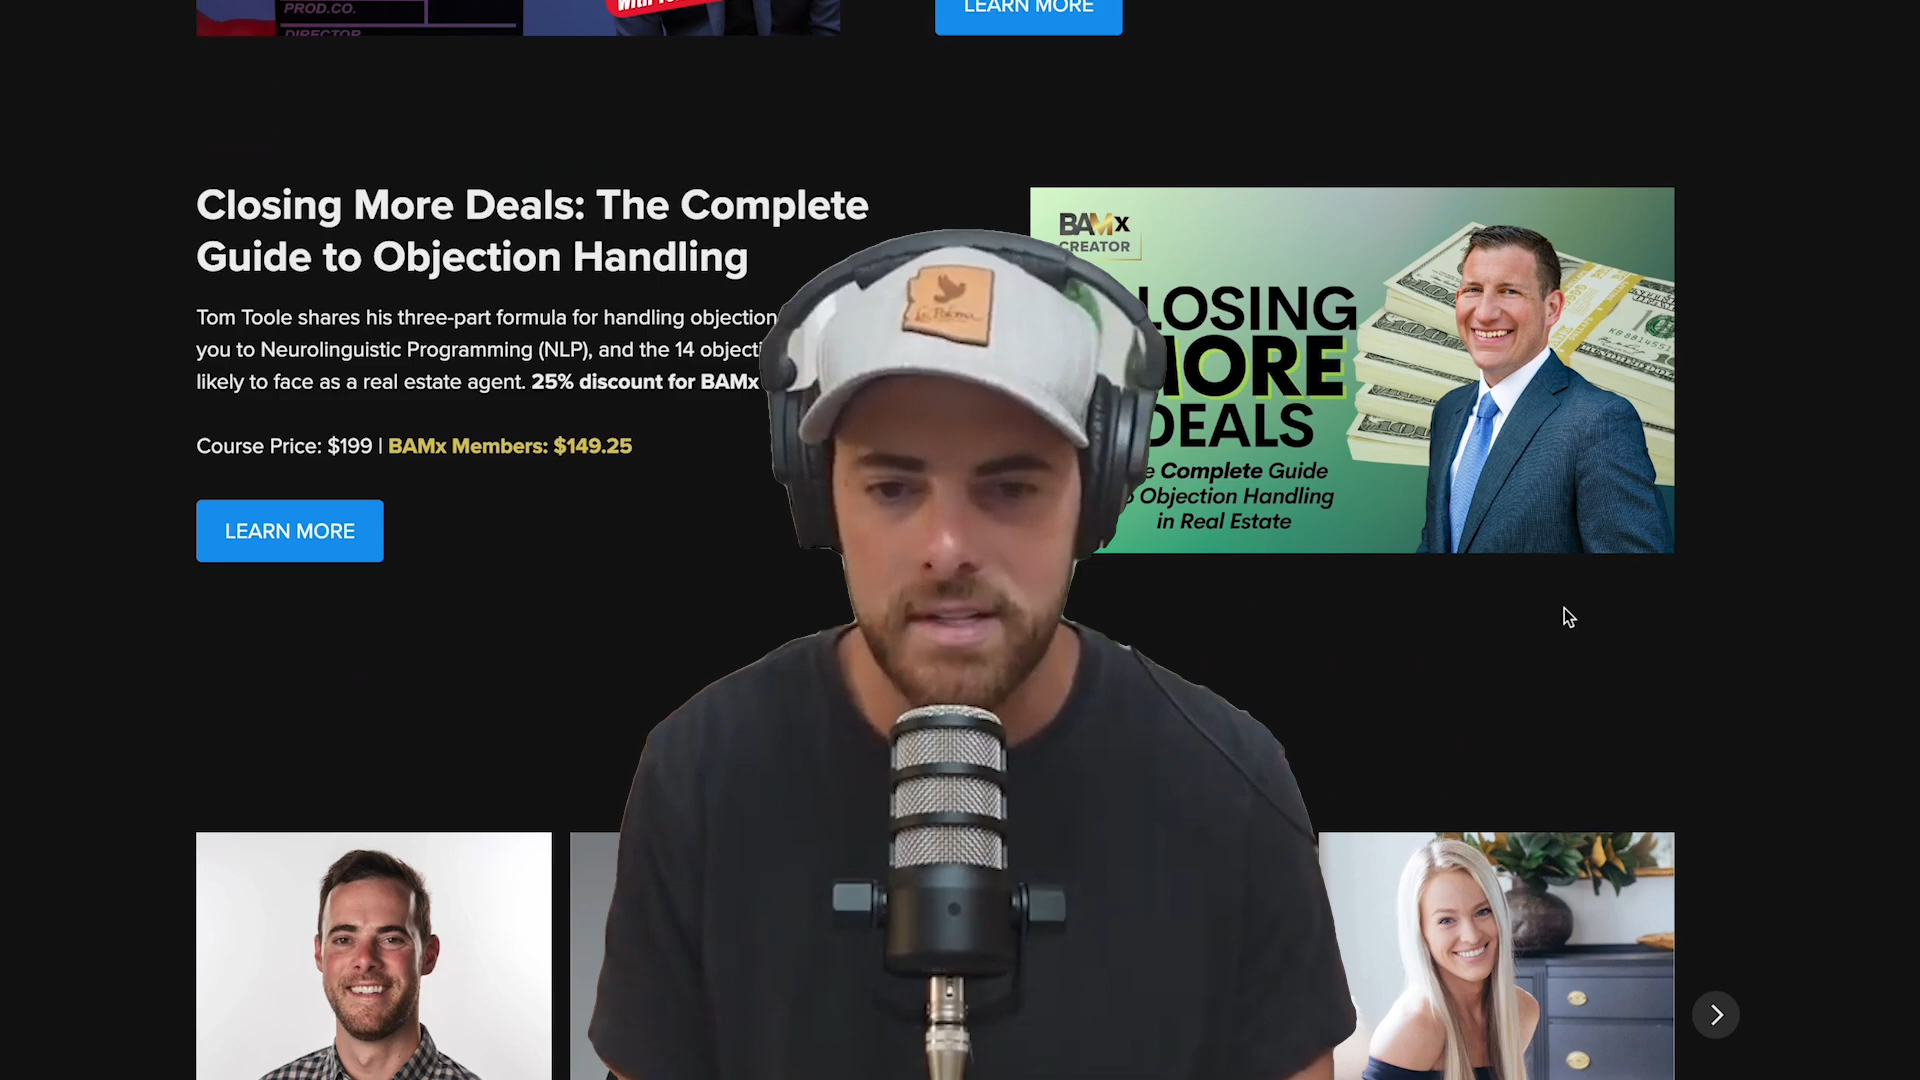 PROD.CO.
DIRECTOR
LEARN MORE
Closing More Deals: The Complete
Guide to Objection Handling
Tom Toole shares his three-part formula for handling objection
you to Neurolinguistic Programming (NLP), and the 14 objecti
likely to face as a real estate agent. 25% discount for BAMx
Course Price: $199 | BAMx Members: $149.25
LEARN MORE
BAMx
CREATOR
LOSING
MORE
DEALS
Complete Guide
Objection Handling
in Real Estate